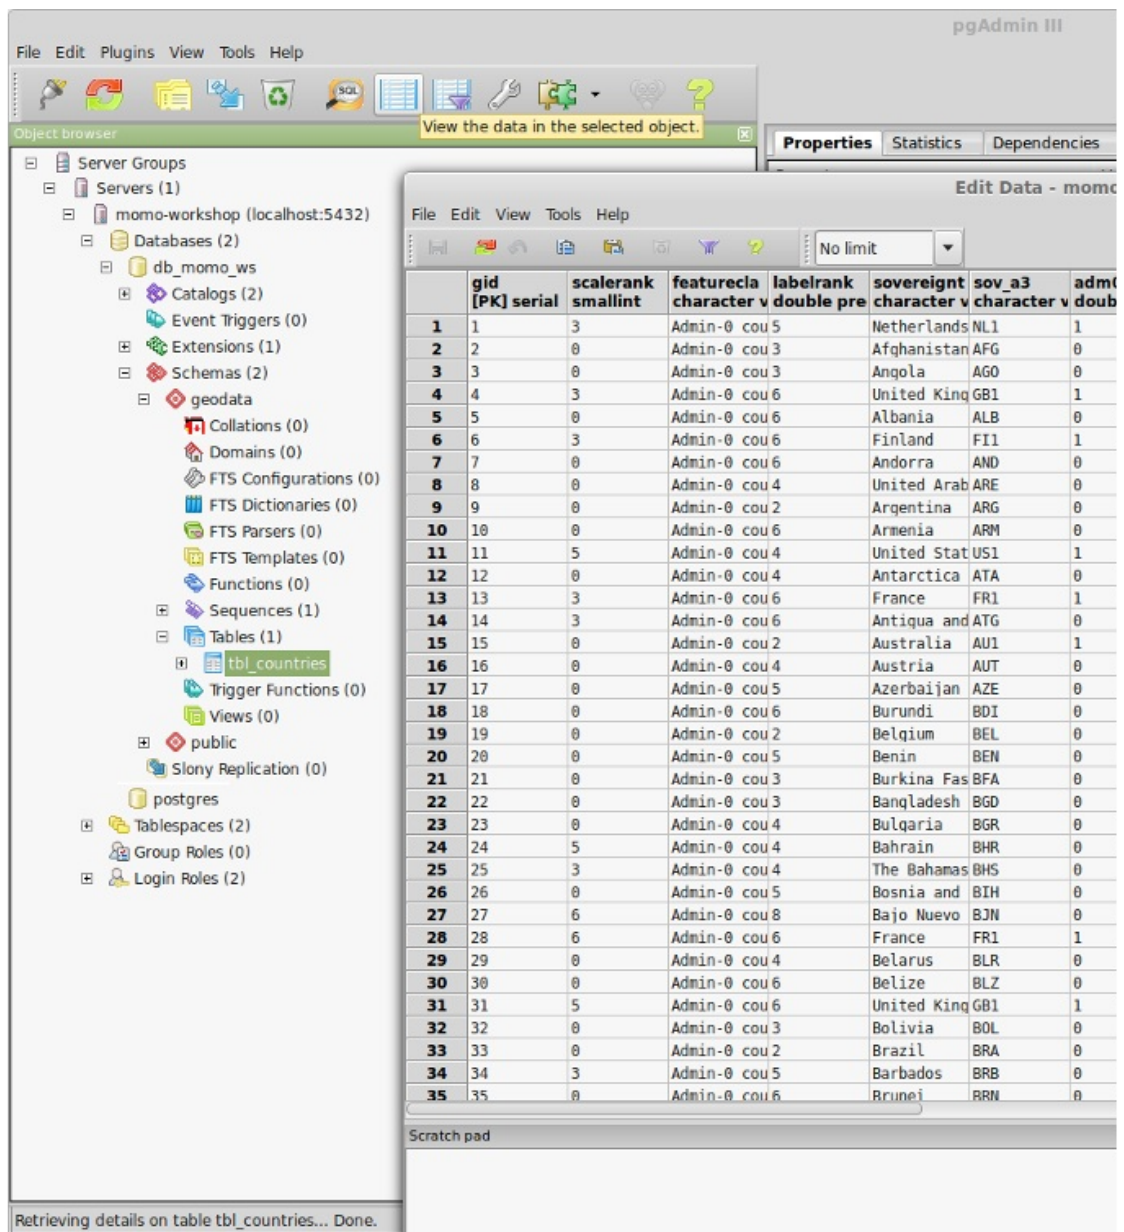 pgAdmin III
File Edit Plugins View Tools Help
SQL
View the data in the selected object.
Object browser
Properties Statistics Dependencies
Server Groups
Servers (1)
momo-workshop (localhost:5432)
Databases (2)
db_momo_ws
Catalogs (2)
Event Triggers (0)
Extensions (1)
Schemas (2)
geodata
Collations (0)
Domains (0)
FTS Configurations (0)
FTS Dictionaries (0)
FTS Parsers (0)
FTS Templates (0)
Functions (0)
Sequences (1)
Tables (1)
tbl_countries
Trigger Functions (0)
Views (0)
public
Slony Replication (0)
postgres
Tablespaces (2)
Group Roles (0)
Login Roles (2)
Retrieving details on table tbl_countries... Done.
Edit Data - momo
File Edit View Tools Help
No limit
gid scalerank featurecla labelrank sovereignt sov_a3 adm0
[PK] serial smallint character v double pre character v character v doub
1 1 3 Admin-0 cou 5 Netherlands NL1 1
2 2 0 Admin-0 cou 3 Afghanistan AFG 0
3 3 0 Admin-0 cou 3 Angola AGO 0
4 4 3 Admin-0 cou 6 United King GB1 1
5 5 0 Admin-0 cou 6 Albania ALB 0
6 6 3 Admin-0 cou 6 Finland FI1 1
7 7 0 Admin-0 cou 6 Andorra AND 0
8 8 0 Admin-0 cou 4 United Arab ARE 0
9 9 0 Admin-0 cou 2 Argentina ARG 0
10 10 0 Admin-0 cou 6 Armenia ARM 0
11 11 5 Admin-0 cou 4 United Stat US1 1
12 12 0 Admin-0 cou 4 Antarctica ATA 0
13 13 3 Admin-0 cou 6 France FR1 1
14 14 3 Admin-0 cou 6 Antigua and ATG 0
15 15 0 Admin-0 cou 2 Australia AU1 1
16 16 0 Admin-0 cou 4 Austria AUT 0
17 17 0 Admin-0 cou 5 Azerbaijan AZE 0
18 18 0 Admin-0 cou 6 Burundi BDI 0
19 19 0 Admin-0 cou 2 Belgium BEL 0
20 20 0 Admin-0 cou 5 Benin BEN 0
21 21 0 Admin-0 cou 3 Burkina Fas BFA 0
22 22 0 Admin-0 cou 3 Bangladesh BGD 0
23 23 0 Admin-0 cou 4 Bulgaria BGR 0
24 24 5 Admin-0 cou 4 Bahrain BHR 0
25 25 3 Admin-0 cou 4 The Bahamas BHS 0
26 26 0 Admin-0 cou 5 Bosnia and BIH 0
27 27 6 Admin-0 cou 8 Bajo Nuevo BJN 0
28 28 6 Admin-0 cou 6 France FR1 1
29 29 0 Admin-0 cou 4 Belarus BLR 0
30 30 0 Admin-0 cou 6 Belize BLZ 0
31 31 5 Admin-0 cou 6 United King GB1 1
32 32 0 Admin-0 cou 3 Bolivia BOL 0
33 33 0 Admin-0 cou 2 Brazil BRA 0
34 34 3 Admin-0 cou 5 Barbados BRB 0
35 35 0 Admin-0 cou 6 Brunei BRN 0
Scratch pad